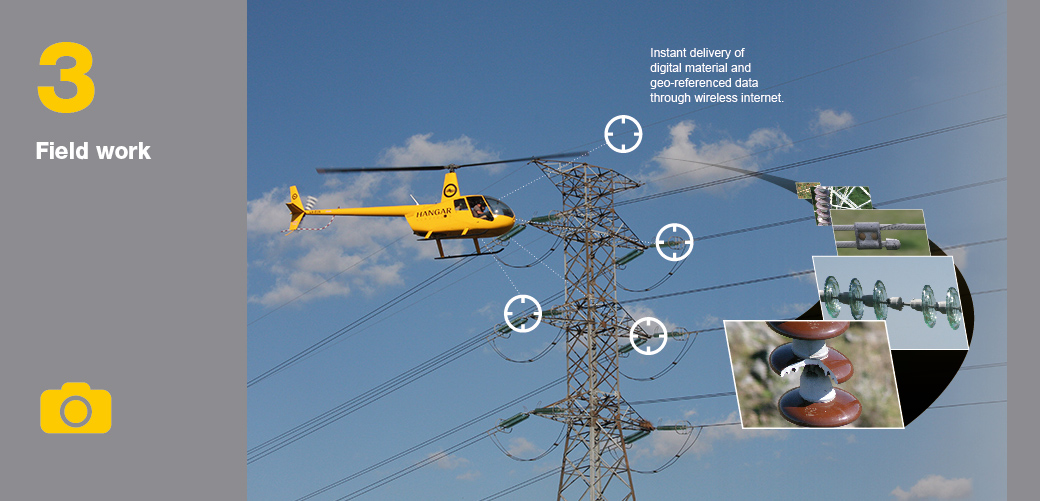 3
Field work
Instant delivery of
digital material and
geo-referenced data
through wireless internet.
HANGAR